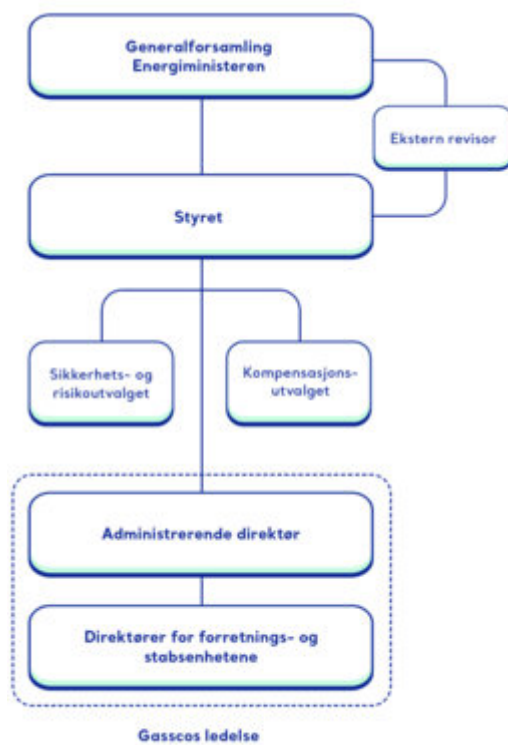 Generalforsamling
Energiministeren
Ekstern revisor
Styret
Sikkerhets- og
risikoutvalget
Kompensasjons-
utvalget
Administrerende direktør
Direktører for forretnings- og
stabsenhetene
Gasscos ledelse